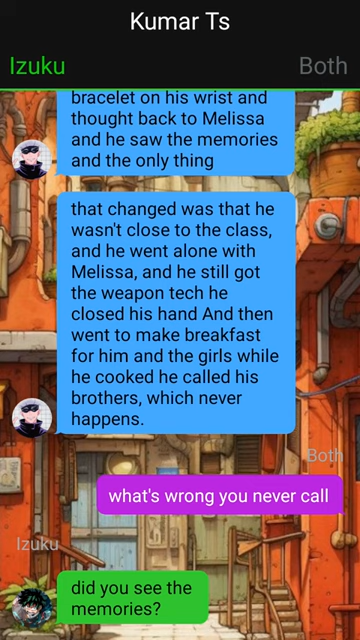 Kumar Ts
Izuku Both
bracelet on his wrist and
thought back to Melissa
and he saw the memories
and the only thing
that changed was that he
wasn't close to the class,
and he went alone with
Melissa, and he still got
the weapon tech he
closed his hand And then
went to make breakfast
for him and the girls while
he cooked he called his
brothers, which never
happens.
Both
what's wrong you never call
Izuku
did you see the
memories?